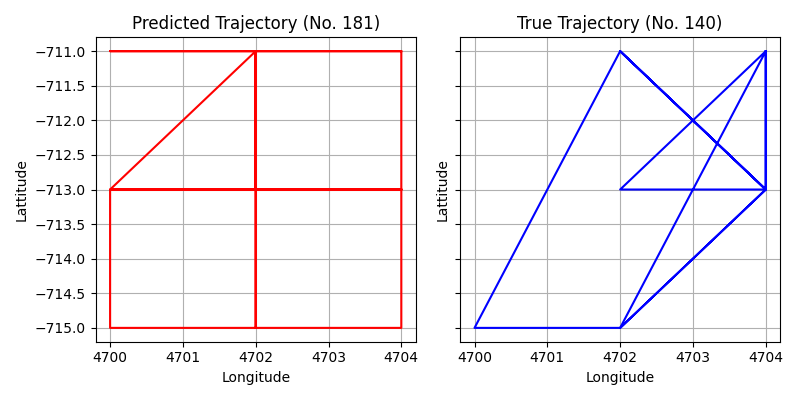 Predicted Trajectory (No. 181)
True Trajectory (No. 140)
−711.0
−711.5
−712.0
−712.5
−713.0
−713.5
−714.0
−714.5
−715.0
Lattitude
Lattitude
4700 4701 4702 4703 4704
4700 4701 4702 4703 4704
Longitude
Longitude